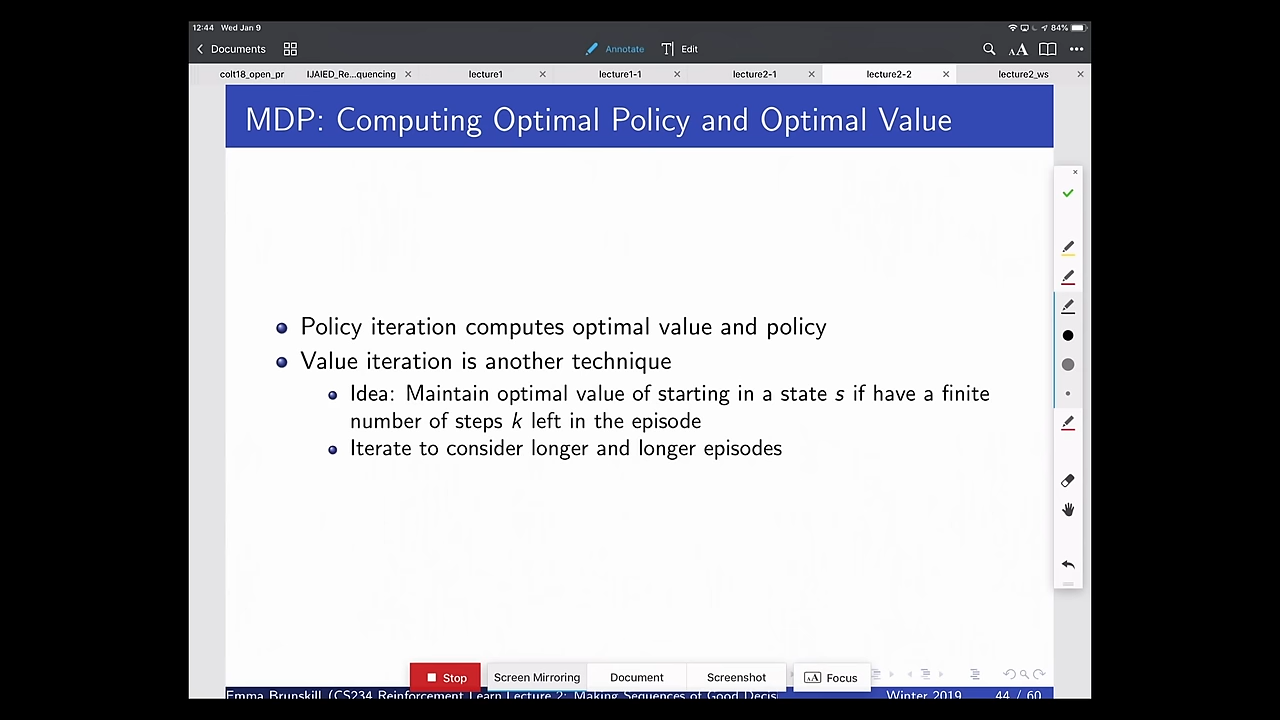 12:44 Wed Jan 9
84%
Documents
Annotate
Edit
AA
colt18_open_pr
IJAIED_Re...quencing
lecture1
lecture1-1
lecture2-1
lecture2-2
lecture2_ws
MDP: Computing Optimal Policy and Optimal Value
Policy iteration computes optimal value and policy
Value iteration is another technique
Idea: Maintain optimal value of starting in a state s if have a finite
number of steps k left in the episode
Iterate to consider longer and longer episodes
Stop
Screen Mirroring
Document
Screenshot
AA Focus
Emma Brunskill (CS234 Reinforcement Learn Lecture 2: Making Sequences of Good Decis
Winter 2019
44 / 60